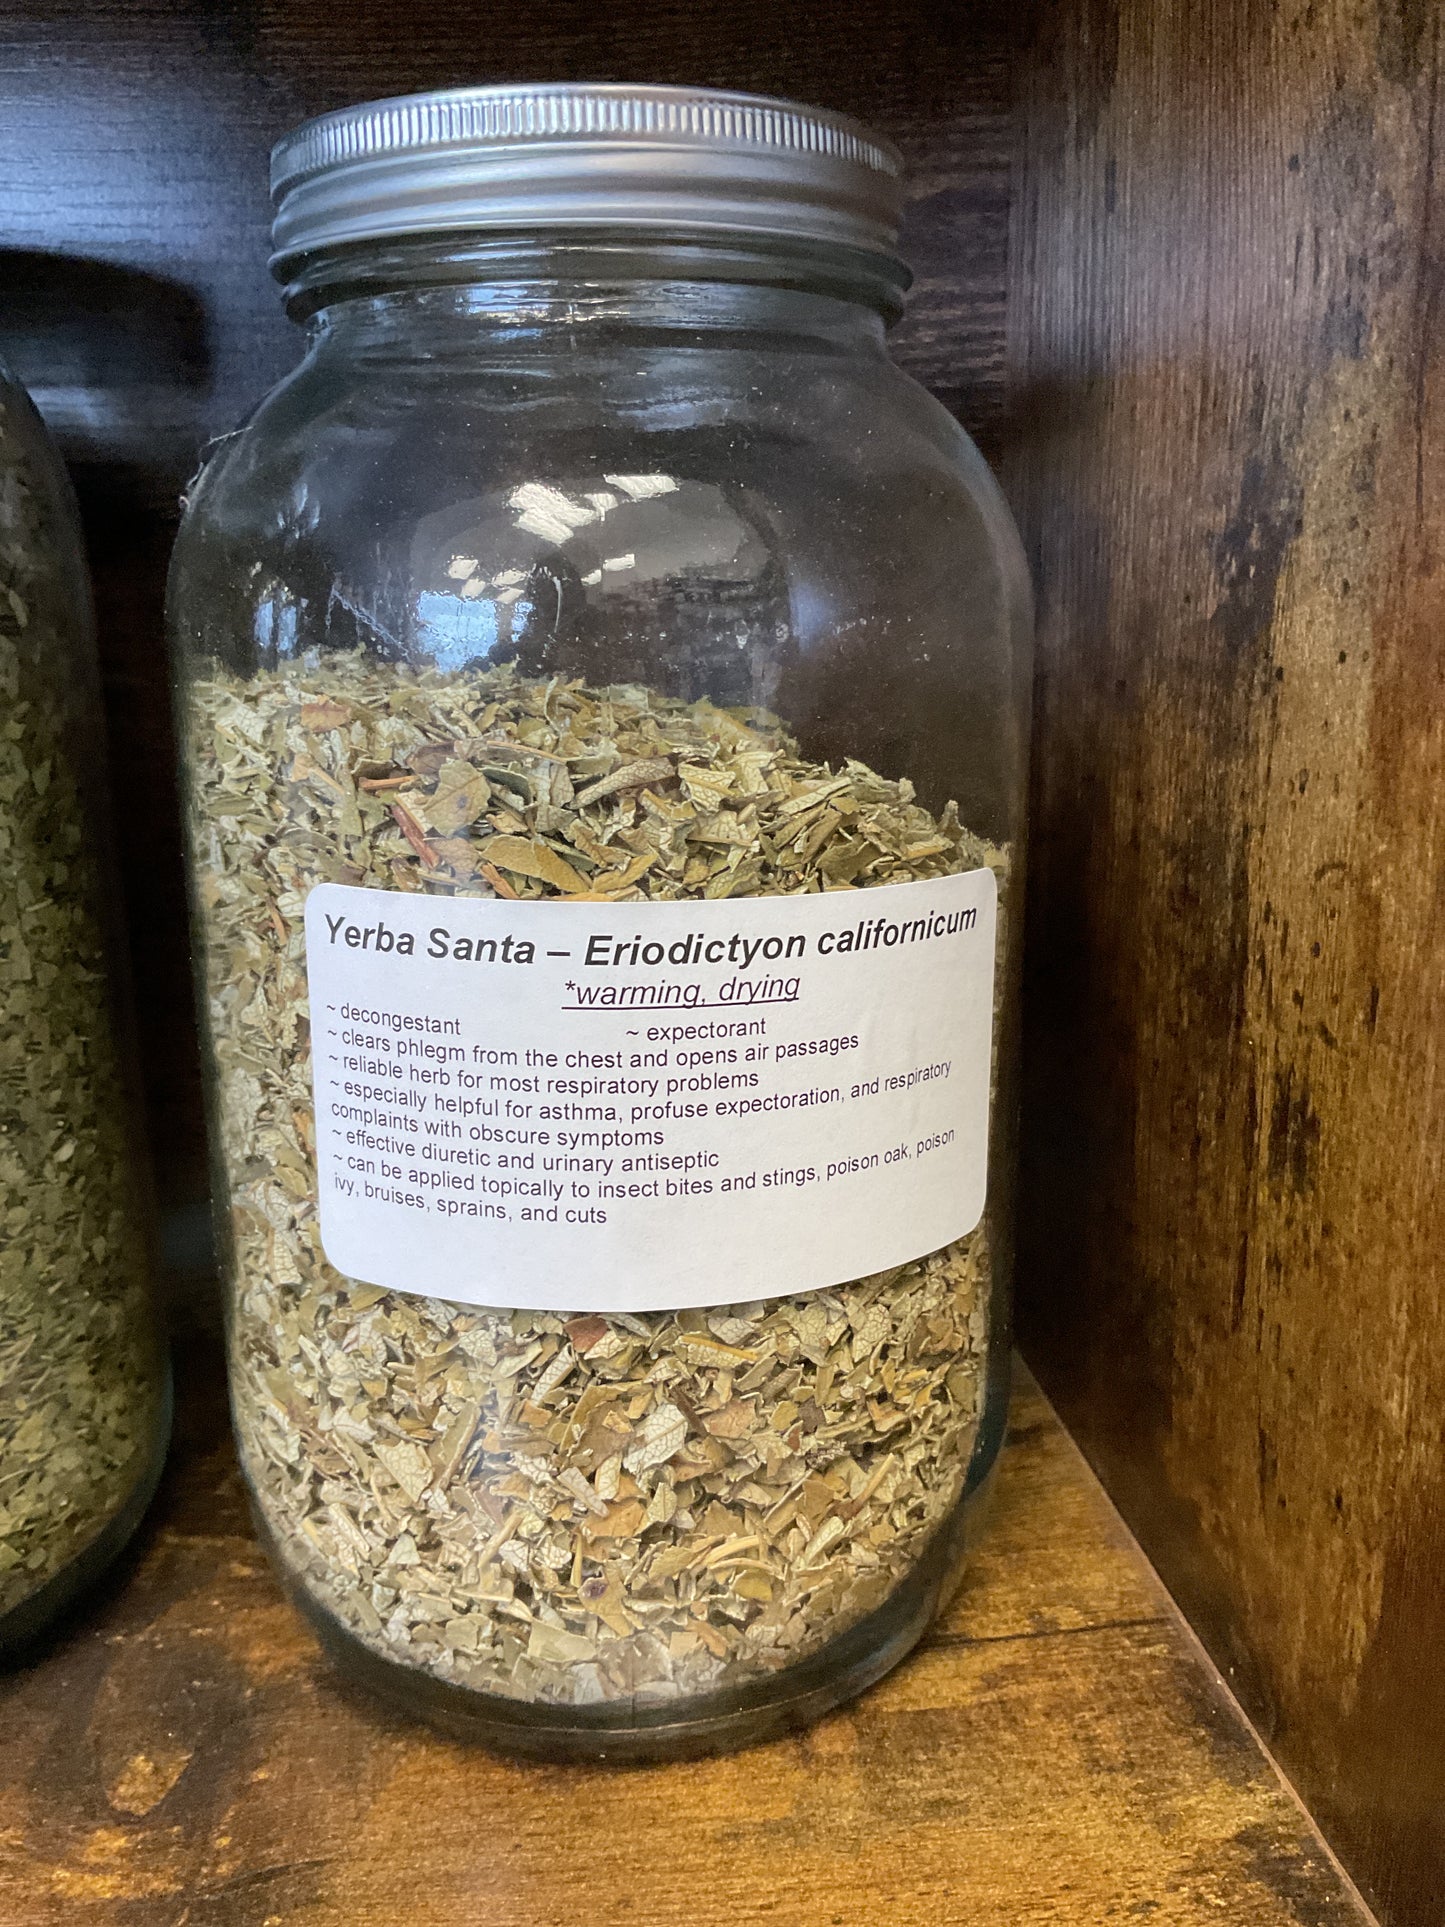 Yerba Santa – Eriodictyon californicum
*warming, drying
~ decongestant ~ expectorant
~ clears phlegm from the chest and opens air passages
~ reliable herb for most respiratory problems
~ especially helpful for asthma, profuse expectoration, and respiratory
complaints with obscure symptoms
~ effective diuretic and urinary antiseptic
~ can be applied topically to insect bites and stings, poison oak, poison
ivy, bruises, sprains, and cuts